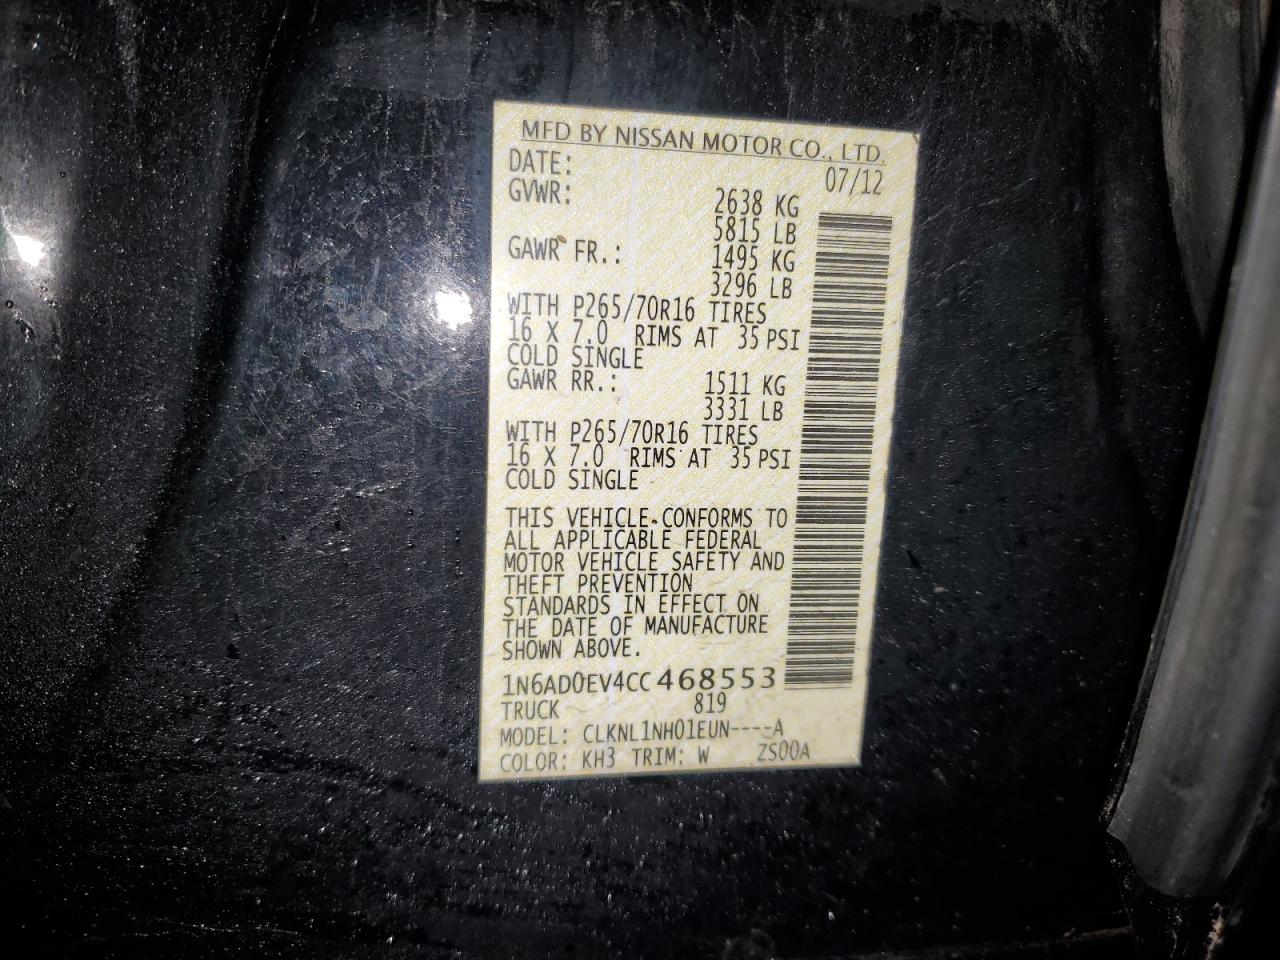 MFD BY NISSAN MOTOR CO., LTD.
DATE: 07/12
GVWR: 2638 KG
5815 LB
GAWR FR.: 1495 KG
3296 LB
WITH P265/70R16 TIRES
16 X 7.0 RIMS AT 35 PSI
COLD SINGLE
GAWR RR.: 1511 KG
3331 LB
WITH P265/70R16 TIRES
16 X 7.0 RIMS AT 35 PSI
COLD SINGLE
THIS VEHICLE CONFORMS TO
ALL APPLICABLE FEDERAL
MOTOR VEHICLE SAFETY AND
THEFT PREVENTION
STANDARDS IN EFFECT ON
THE DATE OF MANUFACTURE
SHOWN ABOVE.
1N6AD0EV4CC468553
TRUCK 819
MODEL: CLKNL1NH01EUN----A
COLOR: KH3 TRIM: W ZS00A